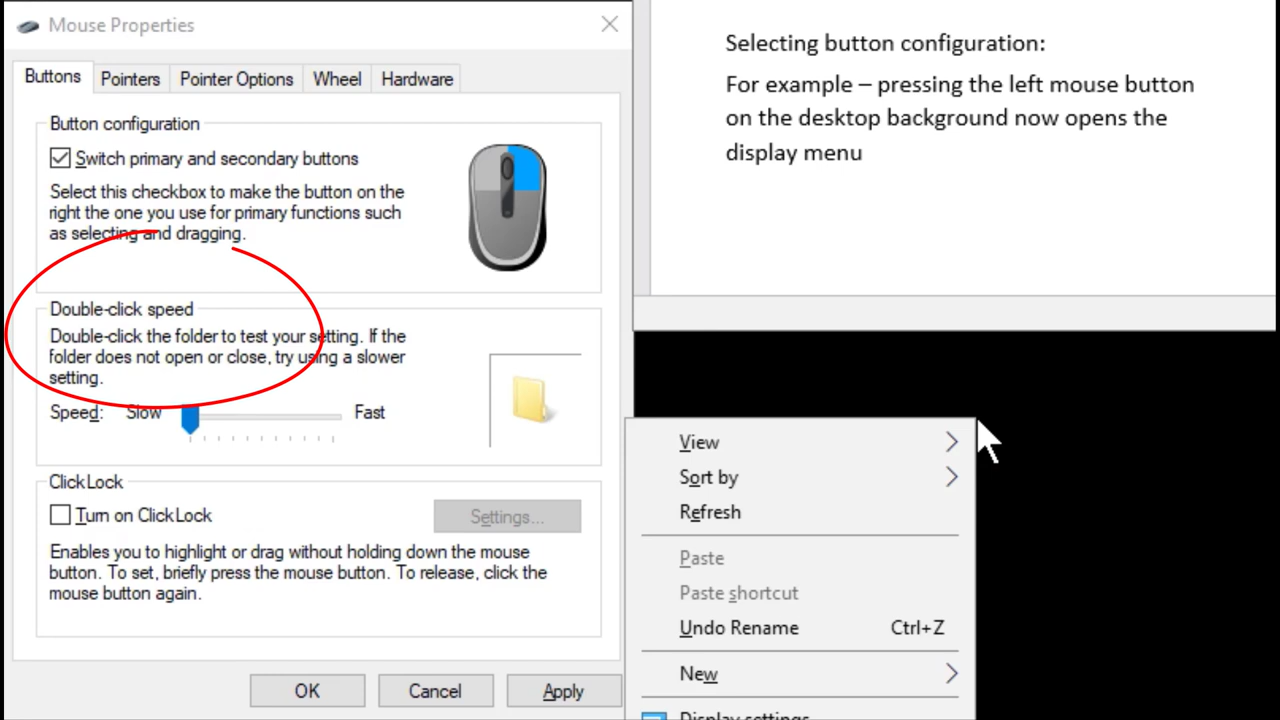 Mouse Properties
Buttons
Pointers
Pointer Options
Wheel
Hardware
Button configuration
Switch primary and secondary buttons
Select this checkbox to make the button on the
right the one you use for primary functions such
as selecting and dragging.
Double-click speed
Double-click the folder to test your setting. If the
folder does not open or close, try using a slower
setting.
Speed: Slow Fast
ClickLock
Turn on ClickLock
Settings...
Enables you to highlight or drag without holding down the mouse
button. To set, briefly press the mouse button. To release, click the
mouse button again.
OK
Cancel
Apply
Selecting button configuration:
For example – pressing the left mouse button
on the desktop background now opens the
display menu
View
Sort by
Refresh
Paste
Paste shortcut
Undo Rename Ctrl+Z
New
Display settings